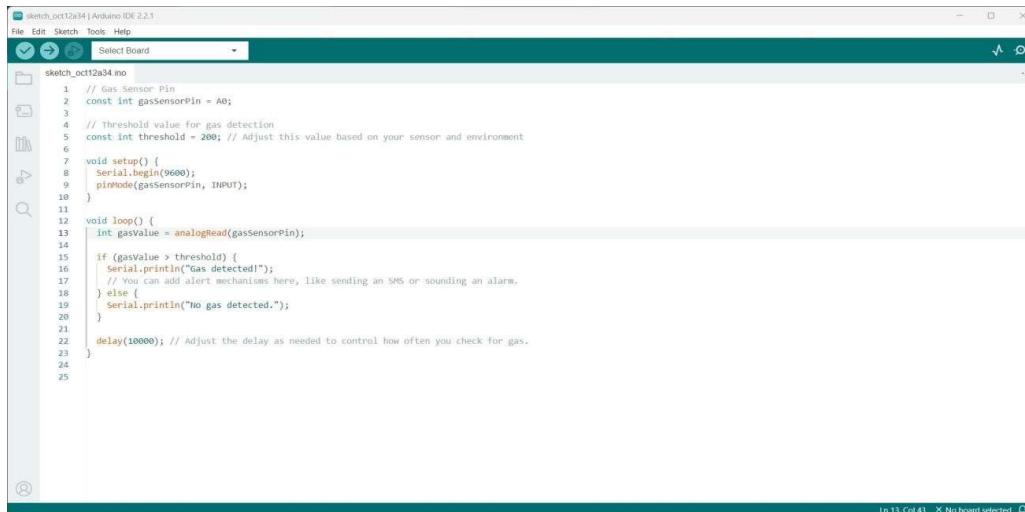 sketch_oct12a34 | Arduino IDE 2.2.1
File Edit Sketch Tools Help
Select Board
sketch_oct12a34.ino
1 // Gas Sensor Pin
2 const int gasSensorPin = A0;
3
4 // Threshold value for gas detection
5 const int threshold = 200; // Adjust this value based on your sensor and environment
6
7 void setup() {
8 Serial.begin(9600);
9 pinMode(gasSensorPin, INPUT);
10 }
11
12 void loop() {
13 int gasValue = analogRead(gasSensorPin);
14
15 if (gasValue > threshold) {
16 Serial.println("Gas detected!");
17 // You can add alert mechanisms here, like sending an SMS or sounding an alarm.
18 } else {
19 Serial.println("No gas detected.");
20 }
21
22 delay(10000); // Adjust the delay as needed to control how often you check for gas.
23 }
24
25
Ln 13, Col 43 X No board selected